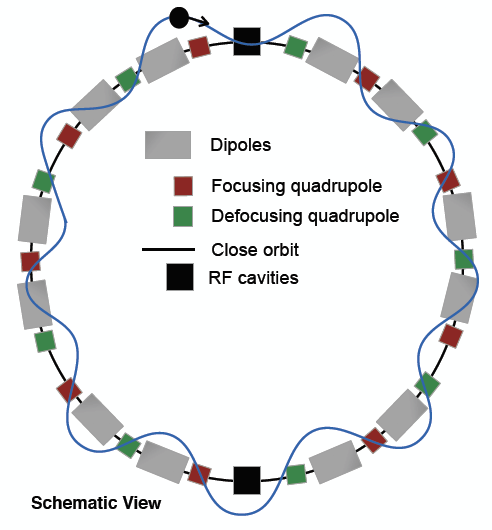 Dipoles
Focusing quadrupole
Defocusing quadrupole
Close orbit
RF cavities
Schematic View